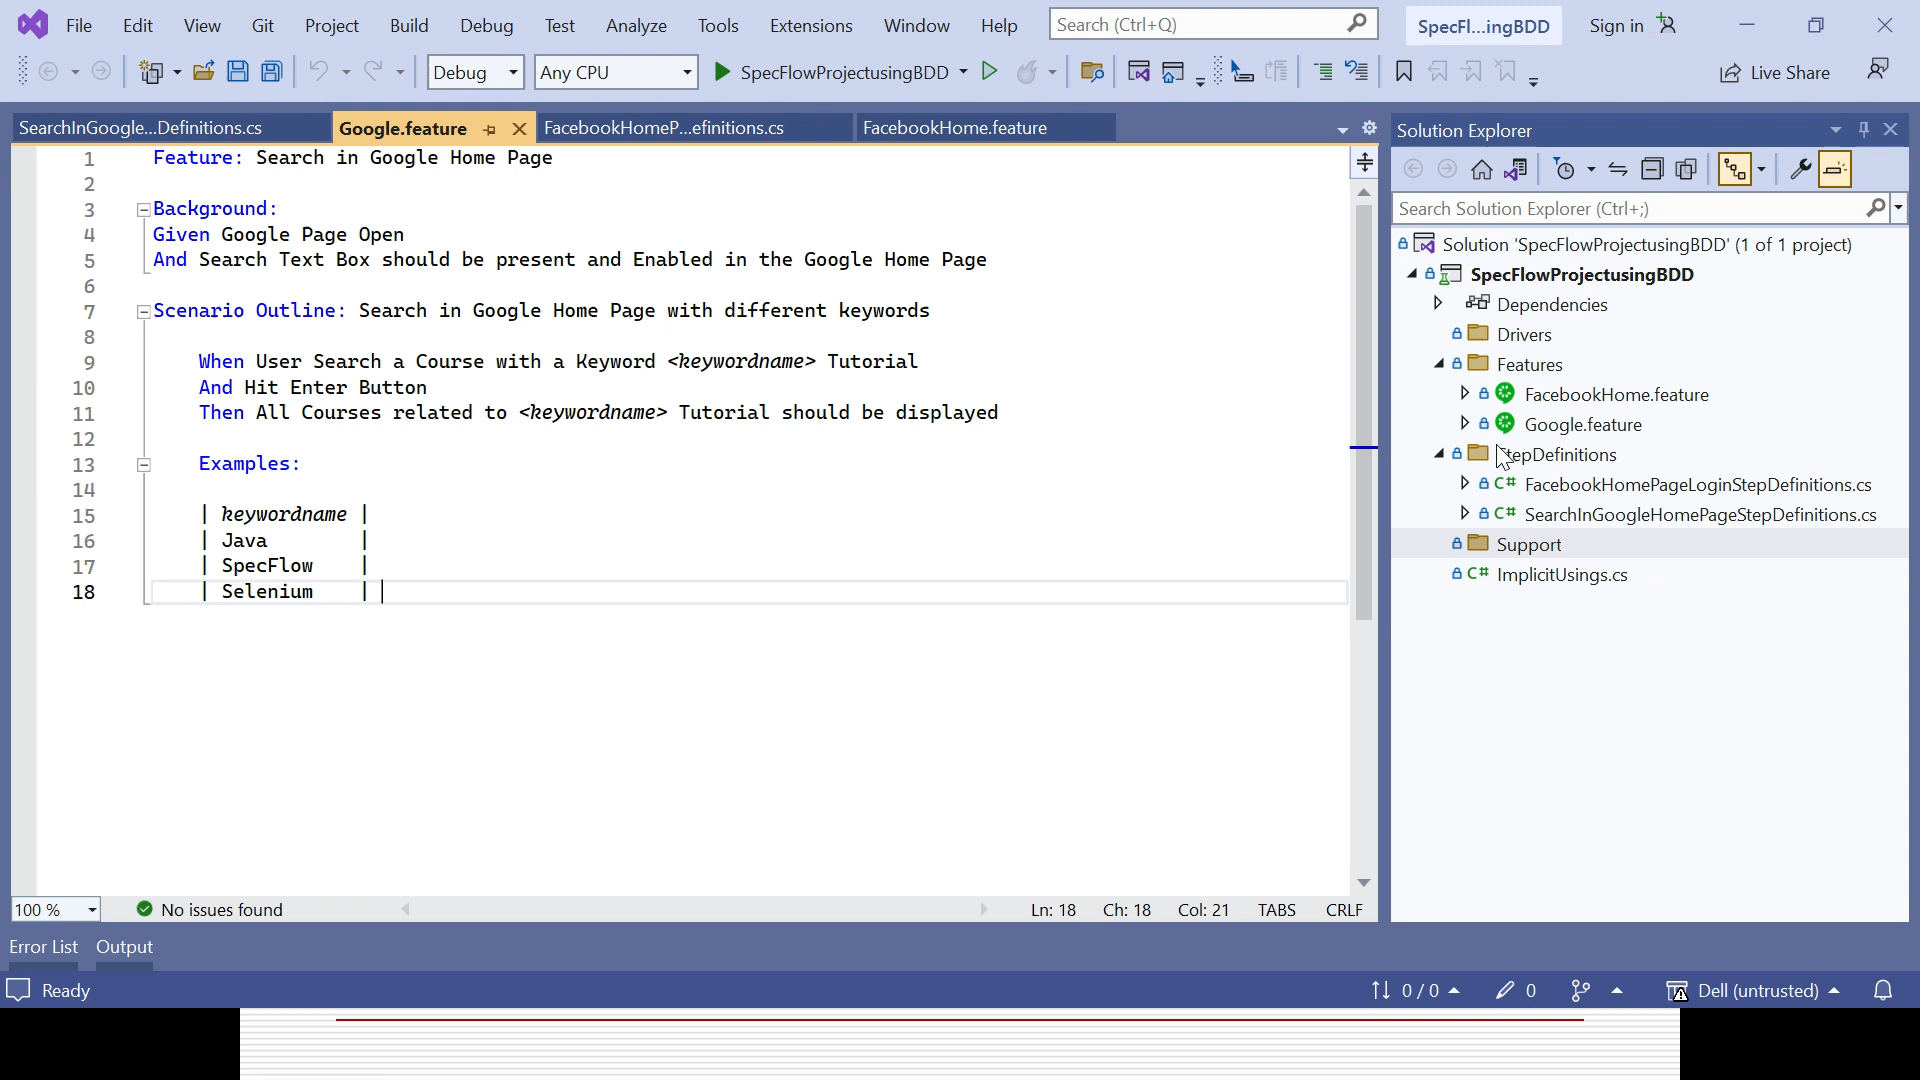 File Edit View Git Project Build Debug Test Analyze Tools Extensions Window Help Search (Ctrl+Q) SpecFl...ingBDD Sign in
Debug Any CPU SpecFlowProjectusingBDD Live Share
SearchInGoogle...Definitions.cs Google.feature FacebookHomeP...efinitions.cs FacebookHome.feature
1 Feature: Search in Google Home Page
2
3 Background:
4 Given Google Page Open
5 And Search Text Box should be present and Enabled in the Google Home Page
6
7 Scenario Outline: Search in Google Home Page with different keywords
8
9 When User Search a Course with a Keyword <keywordname> Tutorial
10 And Hit Enter Button
11 Then All Courses related to <keywordname> Tutorial should be displayed
12
13 Examples:
14
15 | keywordname |
16 | Java |
17 | SpecFlow |
18 | Selenium |
100 % No issues found Ln: 18 Ch: 18 Col: 21 TABS CRLF
Solution Explorer
Search Solution Explorer (Ctrl+;)
Solution 'SpecFlowProjectusingBDD' (1 of 1 project)
SpecFlowProjectusingBDD
Dependencies
Drivers
Features
FacebookHome.feature
Google.feature
StepDefinitions
C# FacebookHomePageLoginStepDefinitions.cs
C# SearchInGoogleHomePageStepDefinitions.cs
Support
C# ImplicitUsings.cs
Error List Output
Ready 0 / 0 0 Dell (untrusted)